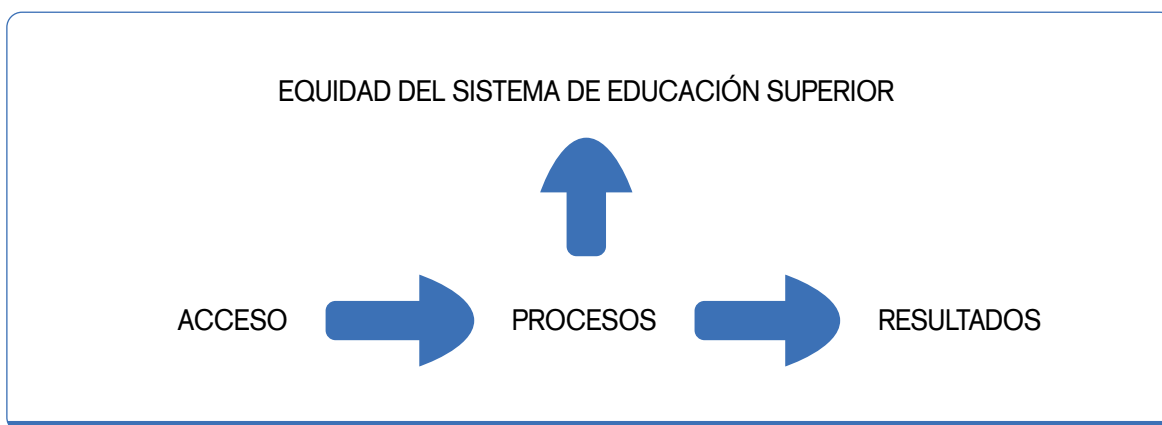 EQUIDAD DEL SISTEMA DE EDUCACIÓN SUPERIOR
ACCESO PROCESOS RESULTADOS